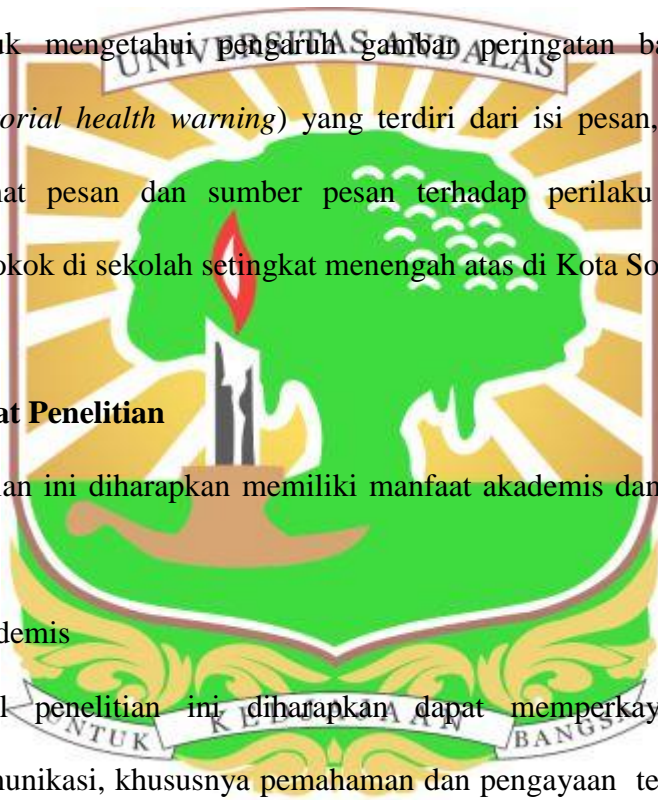 UNIVERSITAS ANDALAS
uk mengetahui pengaruh gambar peringatan ba
orial health warning) yang terdiri dari isi pesan,
at pesan dan sumber pesan terhadap perilaku
okok di sekolah setingkat menengah atas di Kota So
at Penelitian
an ini diharapkan memiliki manfaat akademis dan
demis
l penelitian ini diharapkan dapat memperkay
UNTUK KEDJAJAAN BANGSA
unikasi, khususnya pemahaman dan pengayaan te